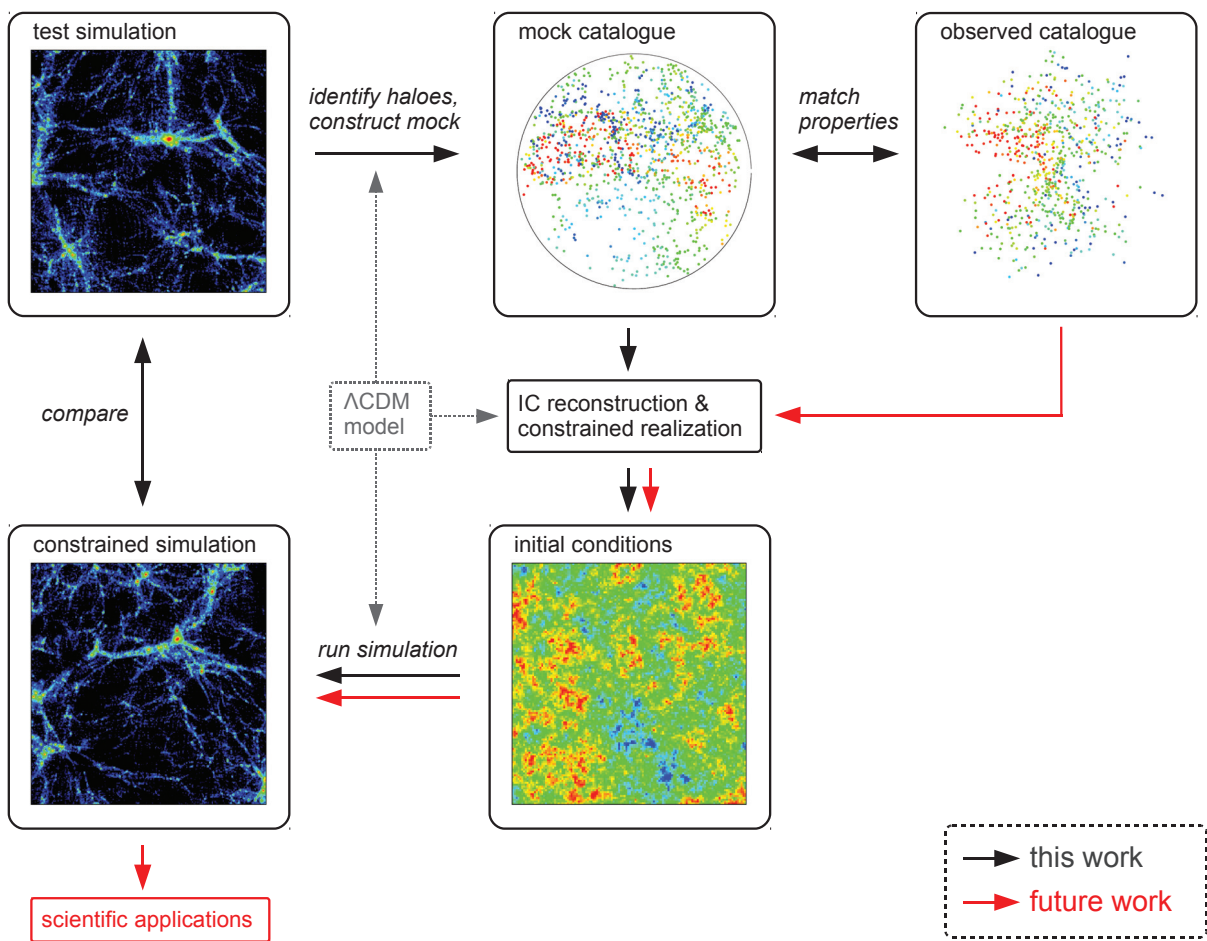 test simulation
mock catalogue
observed catalogue
identify haloes,
construct mock
match
properties
ΛCDM
model
IC reconstruction &
constrained realization
compare
constrained simulation
initial conditions
run simulation
scientific applications
this work
future work